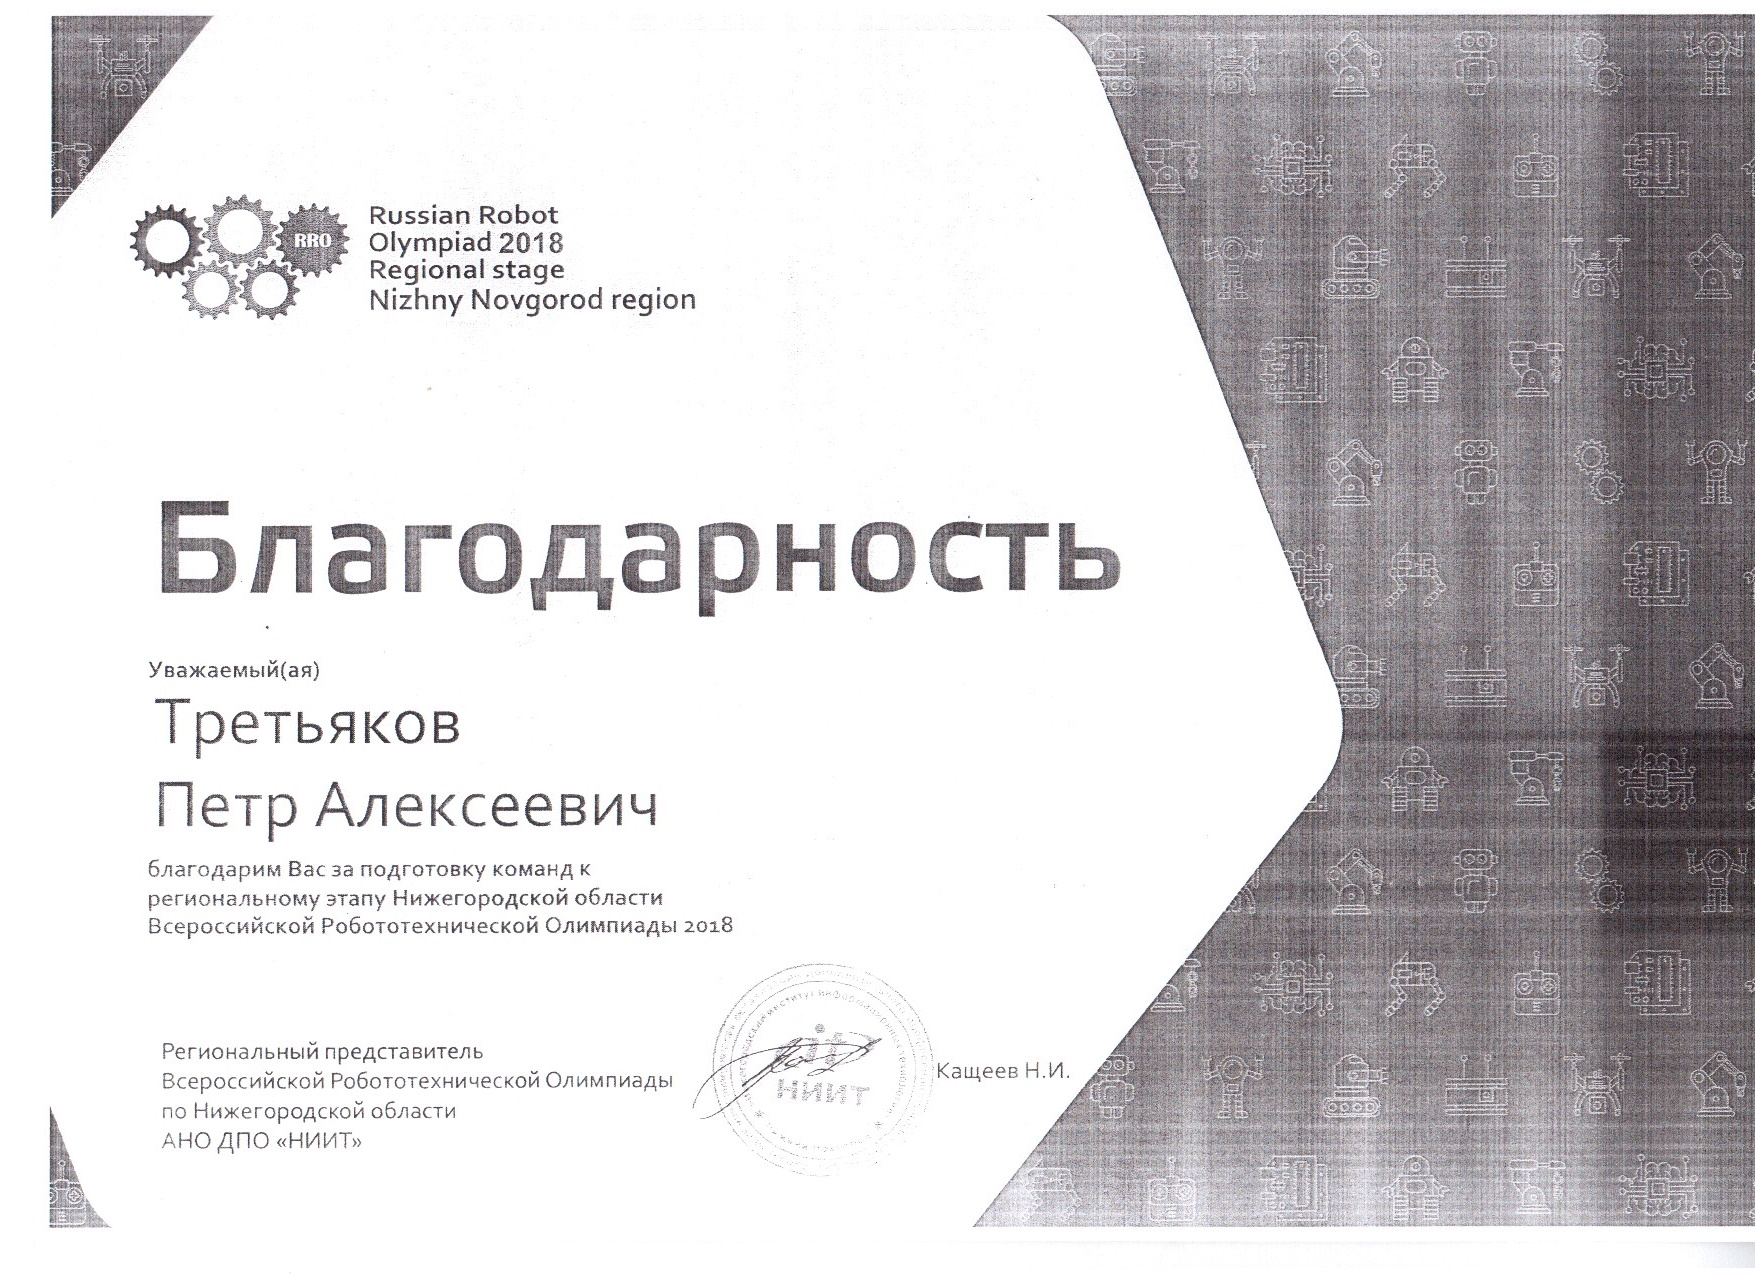 RRO
Russian Robot
Olympiad 2018
Regional stage
Nizhny Novgorod region
Благодарность
Уважаемый(ая)
Третьяков
Петр Алексеевич
благодарим Вас за подготовку команд к
региональному этапу Нижегородской области
Всероссийской Робототехнической Олимпиады 2018
Региональный представитель
Всероссийской Робототехнической Олимпиады
по Нижегородской области
АНО ДПО «НИИТ»
НИИТ
Кащеев Н.И.